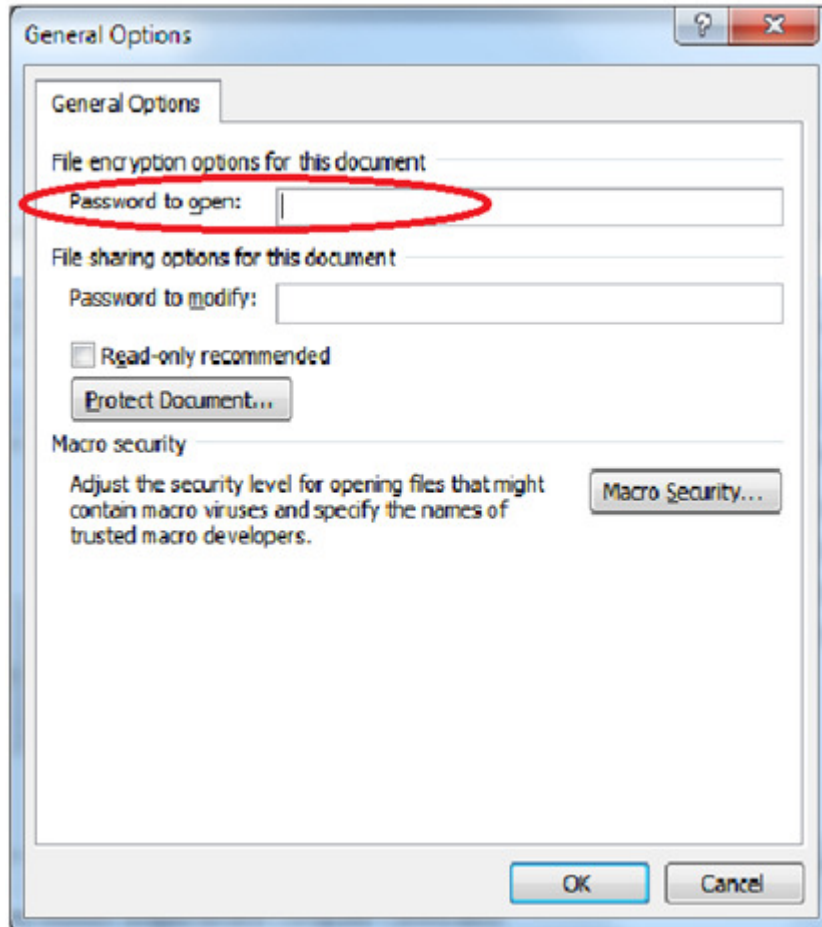 General Options
General Options
File encryption options for this document
Password to open:
File sharing options for this document
Password to modify:
Read-only recommended
Protect Document...
Macro security
Adjust the security level for opening files that might
contain macro viruses and specify the names of
trusted macro developers.
Macro Security...
OK
Cancel